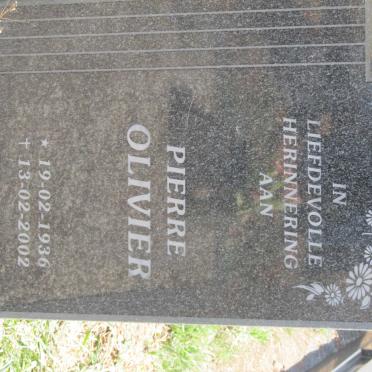 IN
LIEFDEVOLLE
HERINNERING
AAN
PIERRE
OLIVIER
* 19-02-1936
† 13-02-2002